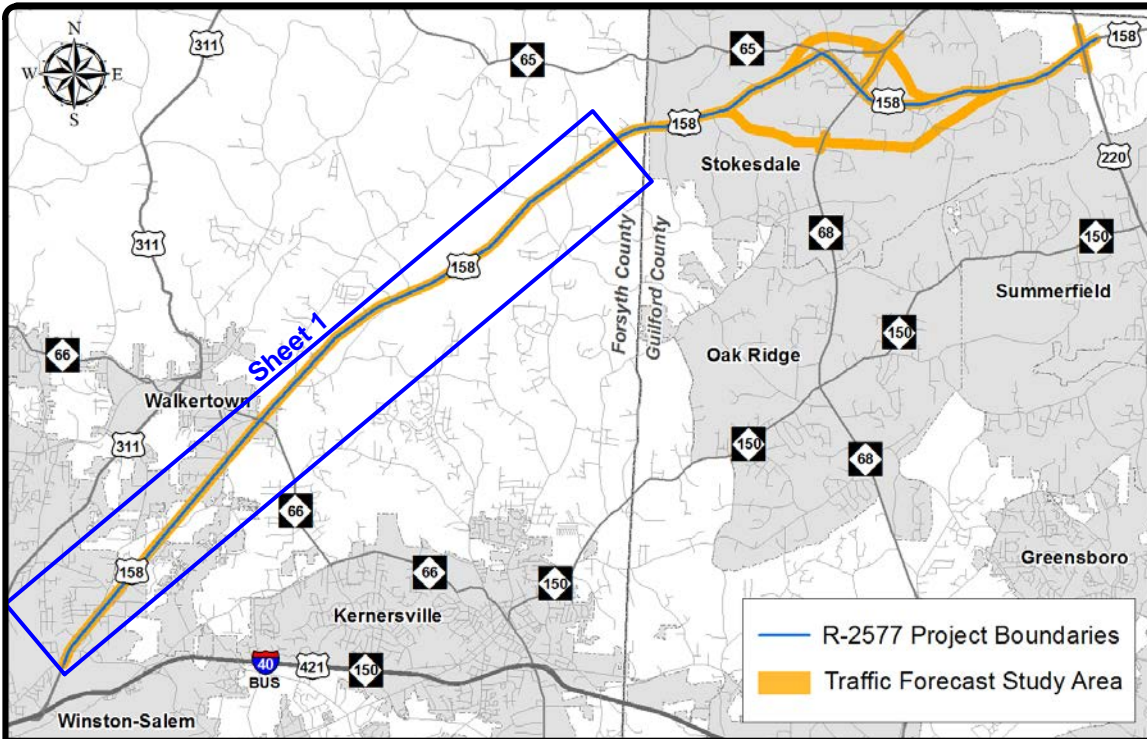 N
W E
S
311
65
65
158
158
158
Stokesdale
220
311
68
150
158
Forsyth County
Guilford County
Summerfield
Sheet 1
150
66
Oak Ridge
Walkertown
311
150
68
66
158
66
150
Greensboro
Kernersville
40
BUS
421
150
Winston-Salem
R-2577 Project Boundaries
Traffic Forecast Study Area